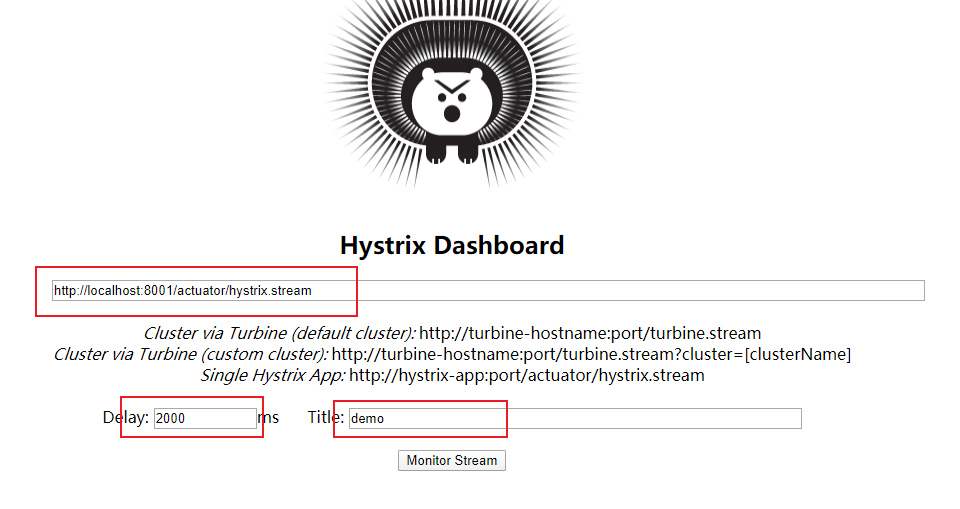 Hystrix Dashboard
http://localhost:8001/actuator/hystrix.stream
Cluster via Turbine (default cluster): http://turbine-hostname:port/turbine.stream
Cluster via Turbine (custom cluster): http://turbine-hostname:port/turbine.stream?cluster=[clusterName]
Single Hystrix App: http://hystrix-app:port/actuator/hystrix.stream
Delay: 2000 ms Title: demo
Monitor Stream